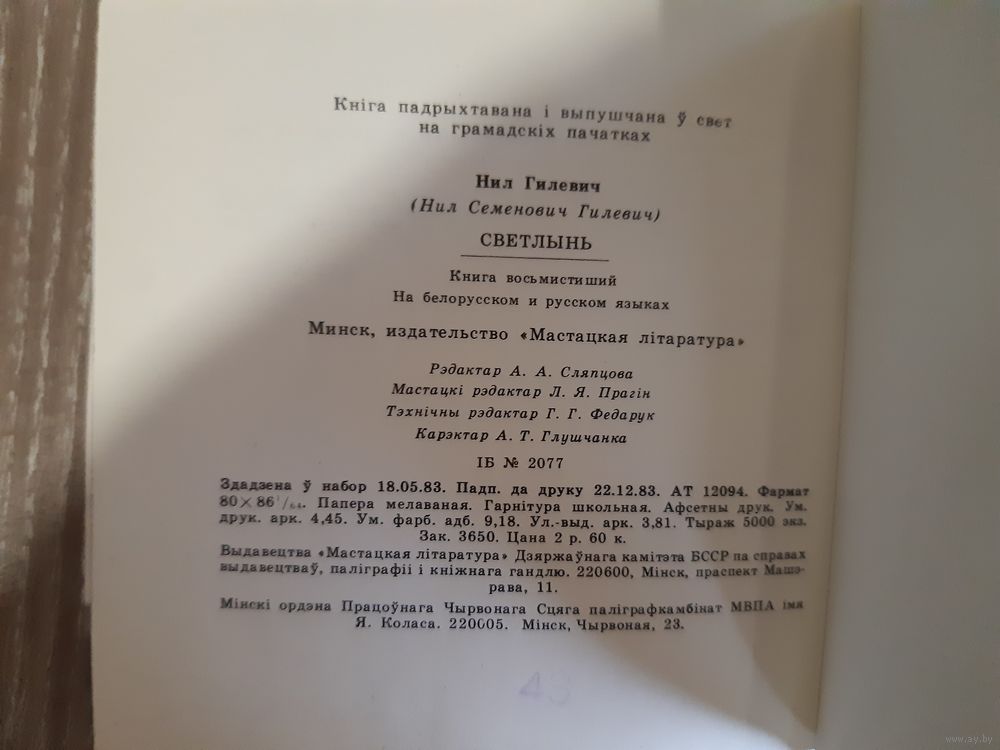 Кніга падрыхтавана і выпушчана ў свет
на грамадскіх пачатках
Нил Гилевич
(Нил Семенович Гилевич)
СВЕТЛЫНЬ
Книга восьмистиший
На белорусском и русском языках
Минск, издательство «Мастацкая літаратура»
Рэдактар А. А. Сляпцова
Мастацкі рэдактар Л. Я. Прагін
Тэхнічны рэдактар Г. Г. Федарук
Карэктар А. Т. Глушчанка
ІБ № 2077
Здадзена ў набор 18.05.83. Падп. да друку 22.12.83. АТ 12094. Фармат
80×86¹/₆₄. Папера мелаваная. Гарнітура школьная. Афсетны друк. Ум.
друк. арк. 4,45. Ум. фарб. адб. 9,18. Ул.-выд. арк. 3,81. Тыраж 5000 экз.
Зак. 3650. Цана 2 р. 60 к.
Выдавецтва «Мастацкая літаратура» Дзяржаўнага камітэта БССР па справах
выдавецтваў, паліграфіі і кніжнага гандлю. 220600, Мінск, праспект Машэ-
рава, 11.
Мінскі ордэна Працоўнага Чырвонага Сцяга паліграфкамбінат МВПА імя
Я. Коласа. 220005. Мінск, Чырвоная, 23.
www.ay.by